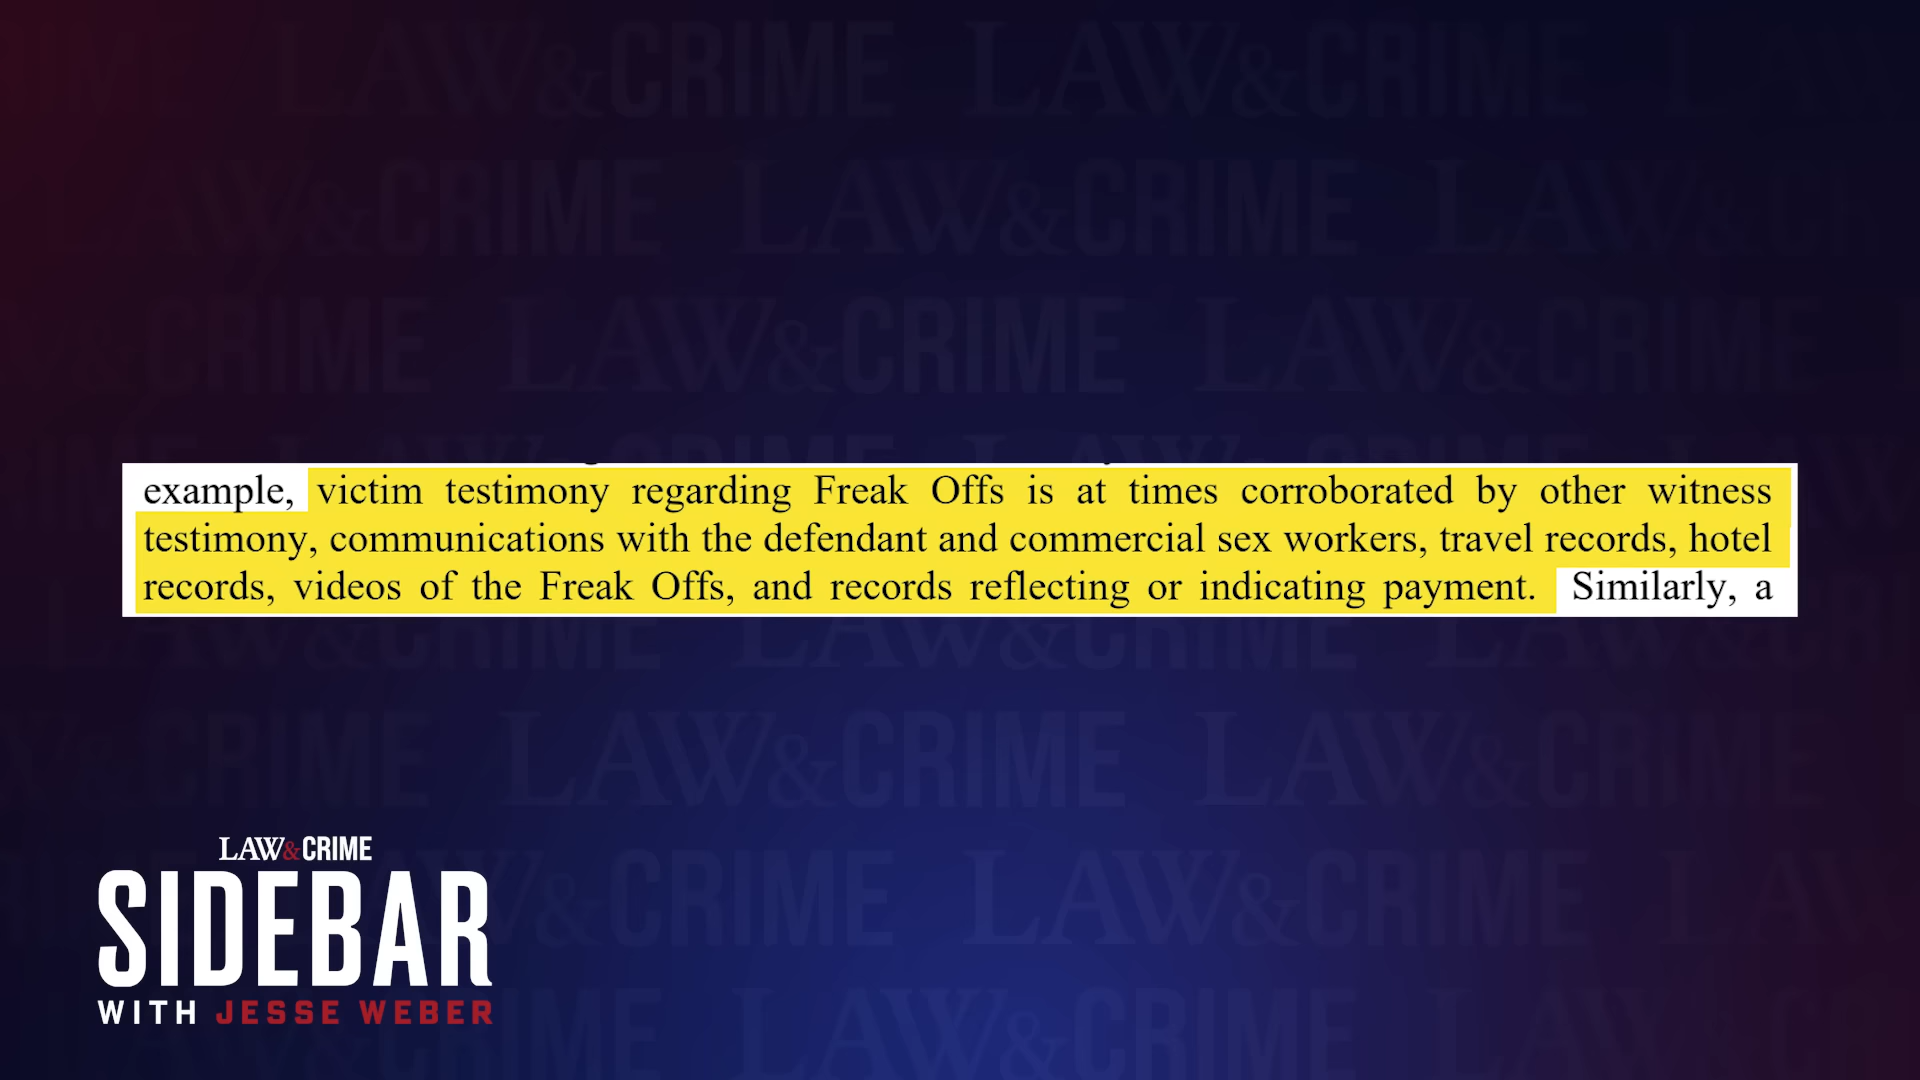 example, victim testimony regarding Freak Offs is at times corroborated by other witness
testimony, communications with the defendant and commercial sex workers, travel records, hotel
records, videos of the Freak Offs, and records reflecting or indicating payment. Similarly, a
LAW&CRIME
SIDEBAR
WITH JESSE WEBER